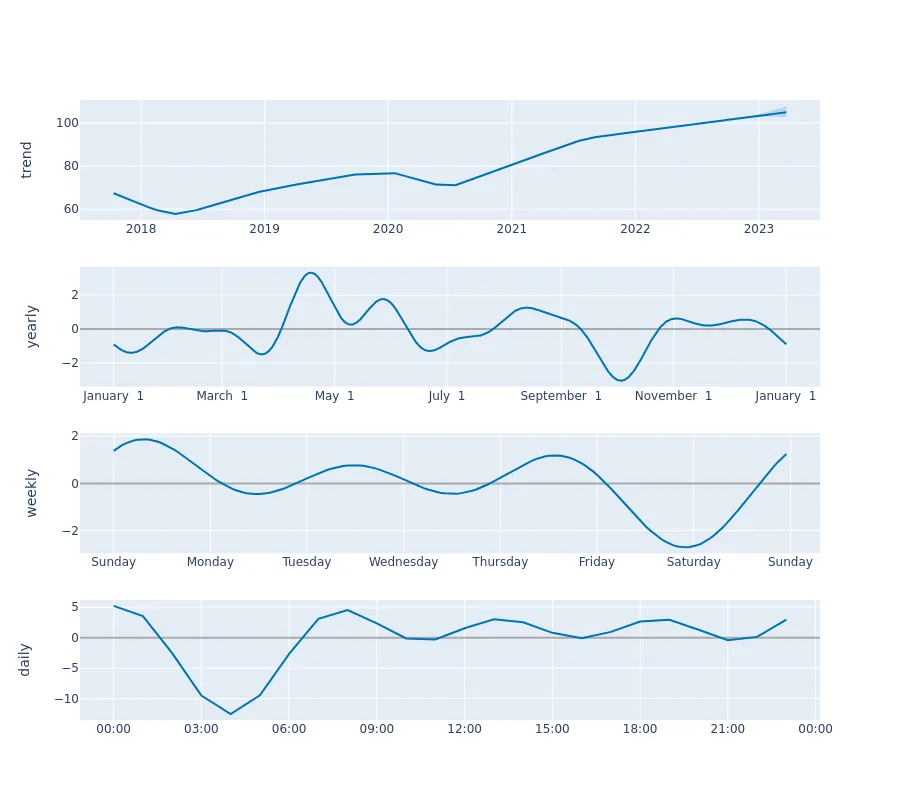 trend
100
80
60
2018 2019 2020 2021 2022 2023
yearly
2
0
−2
January 1 March 1 May 1 July 1 September 1 November 1 January 1
weekly
2
0
−2
Sunday Monday Tuesday Wednesday Thursday Friday Saturday Sunday
daily
5
0
−5
−10
00:00 03:00 06:00 09:00 12:00 15:00 18:00 21:00 00:00